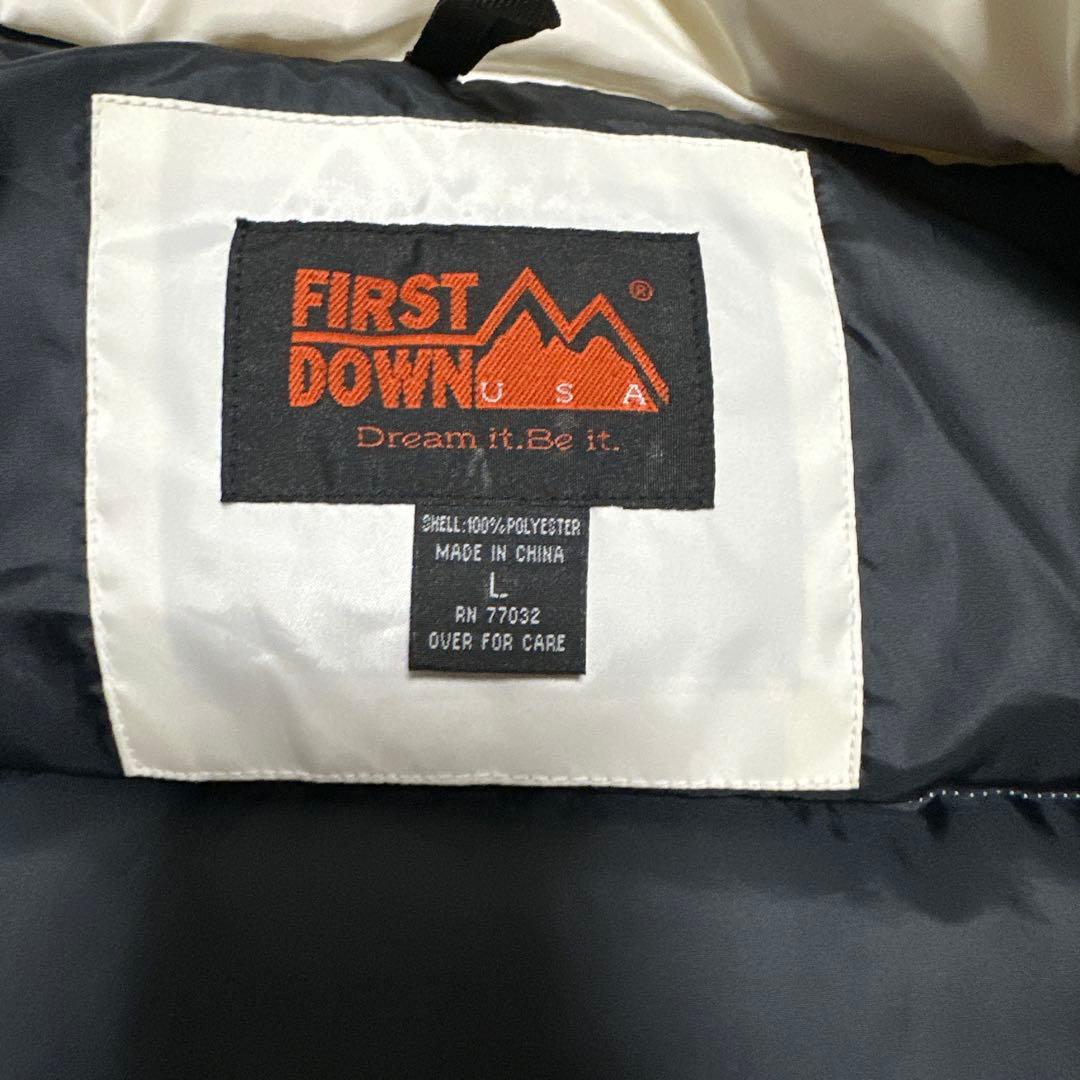 FIRST
DOWN
®
U S A
Dream it.Be it.
SHELL:100%POLYESTER
MADE IN CHINA
L
RN 77032
OVER FOR CARE